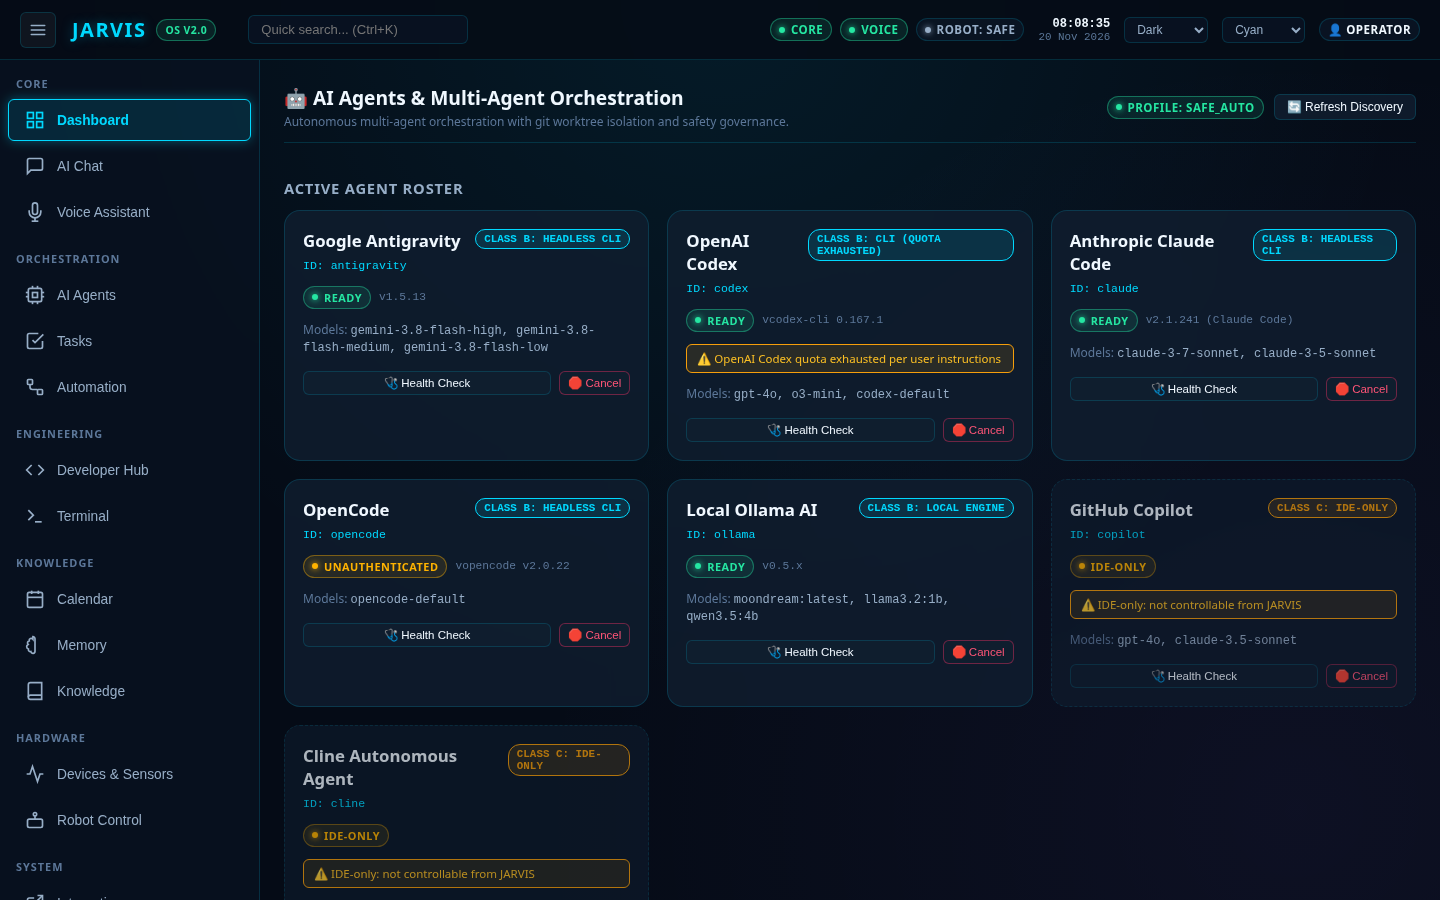 JARVIS
OS V2.0
Quick search... (Ctrl+K)
CORE
VOICE
ROBOT: SAFE
08:08:35
20 Nov 2026
Dark
Cyan
OPERATOR
CORE
Dashboard
AI Chat
Voice Assistant
ORCHESTRATION
AI Agents
Tasks
Automation
ENGINEERING
Developer Hub
Terminal
KNOWLEDGE
Calendar
Memory
Knowledge
HARDWARE
Devices & Sensors
Robot Control
SYSTEM
AI Agents & Multi-Agent Orchestration
Autonomous multi-agent orchestration with git worktree isolation and safety governance.
PROFILE: SAFE_AUTO
Refresh Discovery
ACTIVE AGENT ROSTER
Google Antigravity
CLASS B: HEADLESS CLI
ID: antigravity
READY
v1.5.13
Models: gemini-3.8-flash-high, gemini-3.8-
flash-medium, gemini-3.8-flash-low
Health Check
Cancel
OpenAI
Codex
CLASS B: CLI (QUOTA
EXHAUSTED)
ID: codex
READY
vcodex-cli 0.167.1
OpenAI Codex quota exhausted per user instructions
Models: gpt-4o, o3-mini, codex-default
Health Check
Cancel
Anthropic Claude
Code
CLASS B: HEADLESS
CLI
ID: claude
READY
v2.1.241 (Claude Code)
Models: claude-3-7-sonnet, claude-3-5-sonnet
Health Check
Cancel
OpenCode
CLASS B: HEADLESS CLI
ID: opencode
UNAUTHENTICATED
vopencode v2.0.22
Models: opencode-default
Health Check
Cancel
Local Ollama AI
CLASS B: LOCAL ENGINE
ID: ollama
READY
v0.5.x
Models: moondream:latest, llama3.2:1b,
qwen3.5:4b
Health Check
Cancel
GitHub Copilot
CLASS C: IDE-ONLY
ID: copilot
IDE-ONLY
IDE-only: not controllable from JARVIS
Models: gpt-4o, claude-3.5-sonnet
Health Check
Cancel
Cline Autonomous
Agent
CLASS C: IDE-
ONLY
ID: cline
IDE-ONLY
IDE-only: not controllable from JARVIS